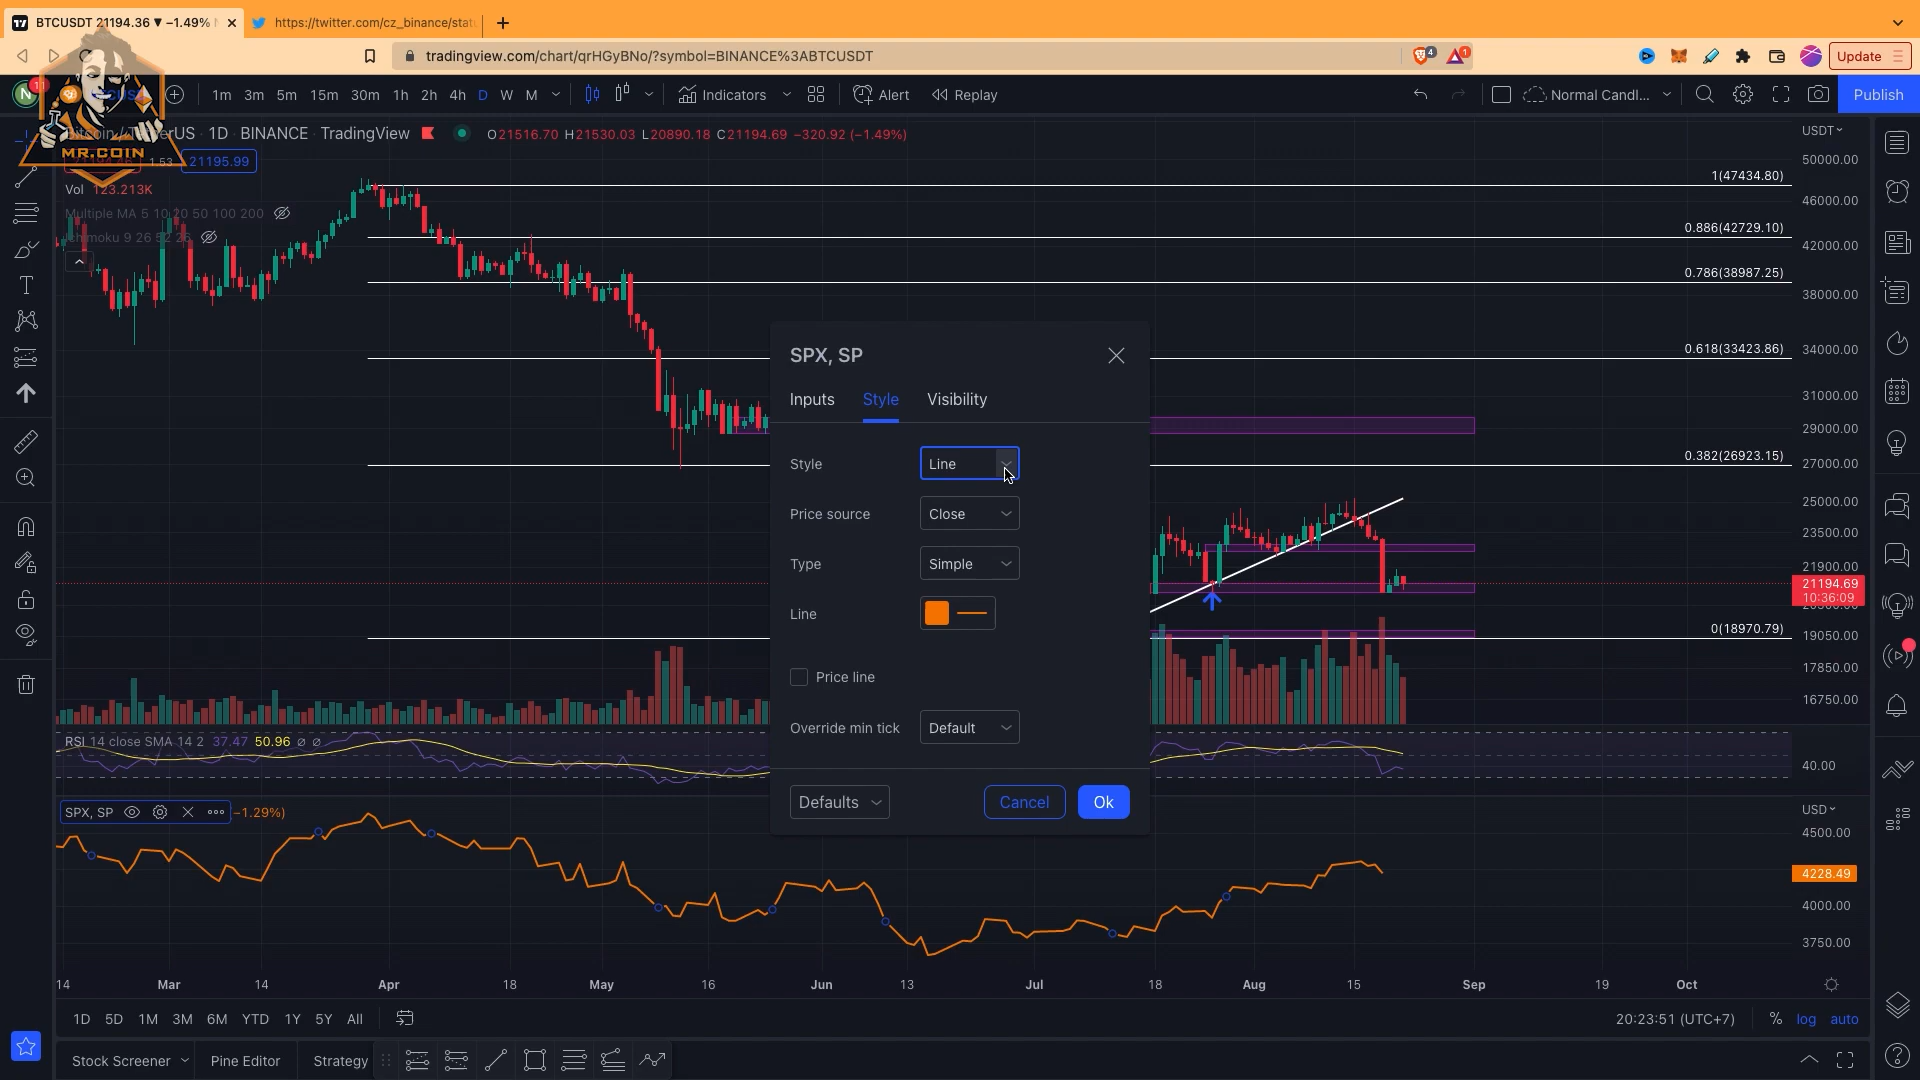 BTCUSDT 21194.36 ▼ −1.49%
https://twitter.com/cz_binance/stat
tradingview.com/chart/qrHGyBNo/?symbol=BINANCE%3ABTCUSDT
4
1
Update
N
11
1m 3m 5m 15m 30m 1h 2h 4h D W M
Indicators
Alert
Replay
Normal Candl...
Publish
MR.COIN
1D · BINANCE · TradingView
O21516.70 H21530.03 L20890.18 C21194.69 −320.92 (−1.49%)
1.53
21195.99
Vol 123.213K
Multiple MA 5 10 20 50 100 200
USDT
50000.00
46000.00
42000.00
38000.00
34000.00
31000.00
29000.00
27000.00
25000.00
23500.00
21900.00
21194.69
10:36:09
19050.00
17850.00
16750.00
1(47434.80)
0.886(42729.10)
0.786(38987.25)
0.618(33423.86)
0.382(26923.15)
0(18970.79)
SPX, SP
Inputs
Style
Visibility
Style
Line
Price source
Close
Type
Simple
Line
Price line
Override min tick
Default
Defaults
Cancel
Ok
RSI 14 close SMA 14 2 37.47 50.96 ∅ ∅
40.00
SPX, SP
−1.29%)
USD
4500.00
4228.49
4000.00
3750.00
14 Mar 14 Apr 18 May 16 Jun 13 Jul 18 Aug 15 Sep 19 Oct
1D 5D 1M 3M 6M YTD 1Y 5Y All
20:23:51 (UTC+7)
% log auto
Stock Screener
Pine Editor
Strategy